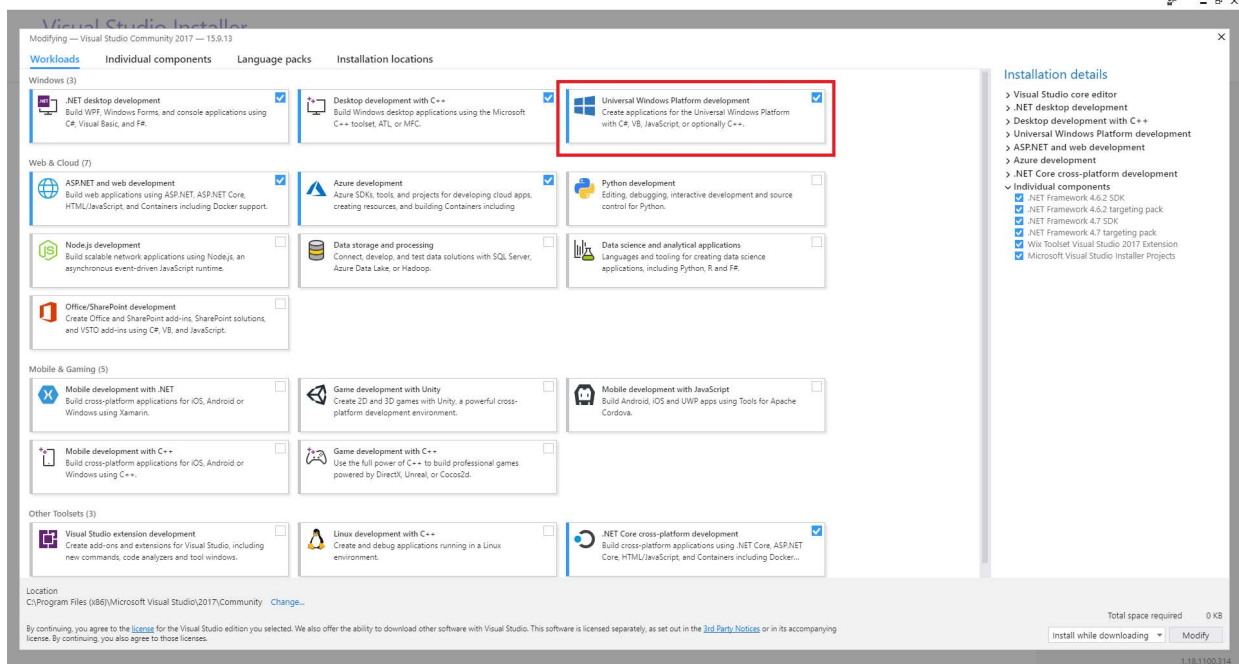 Visual Studio Installer
Modifying — Visual Studio Community 2017 — 15.9.13
Workloads Individual components Language packs Installation locations
Windows (3)
.NET desktop development
Build WPF, Windows Forms, and console applications using
C#, Visual Basic, and F#.
Desktop development with C++
Build Windows desktop applications using the Microsoft
C++ toolset, ATL, or MFC.
Universal Windows Platform development
Create applications for the Universal Windows Platform
with C#, VB, JavaScript, or optionally C++.
Web & Cloud (7)
ASP.NET and web development
Build web applications using ASP.NET, ASP.NET Core,
HTML/JavaScript, and Containers including Docker support.
Azure development
Azure SDKs, tools, and projects for developing cloud apps,
creating resources, and building Containers including
Python development
Editing, debugging, interactive development and source
control for Python.
Node.js development
Build scalable network applications using Node.js, an
asynchronous event-driven JavaScript runtime.
Data storage and processing
Connect, develop, and test data solutions with SQL Server,
Azure Data Lake, or Hadoop.
Data science and analytical applications
Languages and tooling for creating data science
applications, including Python, R and F#.
Office/SharePoint development
Create Office and SharePoint add-ins, SharePoint solutions,
and VSTO add-ins using C#, VB, and JavaScript.
Mobile & Gaming (5)
Mobile development with .NET
Build cross-platform applications for iOS, Android or
Windows using Xamarin.
Game development with Unity
Create 2D and 3D games with Unity, a powerful cross-
platform development environment.
Mobile development with JavaScript
Build Android, iOS and UWP apps using Tools for Apache
Cordova.
Mobile development with C++
Build cross-platform applications for iOS, Android or
Windows using C++.
Game development with C++
Use the full power of C++ to build professional games
powered by DirectX, Unreal, or Cocos2d.
Other Toolsets (3)
Visual Studio extension development
Create add-ons and extensions for Visual Studio, including
new commands, code analyzers and tool windows.
Linux development with C++
Create and debug applications running in a Linux
environment.
.NET Core cross-platform development
Build cross-platform applications using .NET Core, ASP.NET
Core, HTML/JavaScript, and Containers including Docker...
Installation details
Visual Studio core editor
.NET desktop development
Desktop development with C++
Universal Windows Platform development
ASP.NET and web development
Azure development
.NET Core cross-platform development
Individual components
.NET Framework 4.6.2 SDK
.NET Framework 4.6.2 targeting pack
.NET Framework 4.7 SDK
.NET Framework 4.7 targeting pack
Wix Toolset Visual Studio 2017 Extension
Microsoft Visual Studio Installer Projects
Location
C:\Program Files (x86)\Microsoft Visual Studio\2017\Community Change...
By continuing, you agree to the license for the Visual Studio edition you selected. We also offer the ability to download other software with Visual Studio. This software is licensed separately, as set out in the 3rd Party Notices or in its accompanying
license. By continuing, you also agree to those licenses.
Total space required 0 KB
Install while downloading Modify
1.18.1100.314